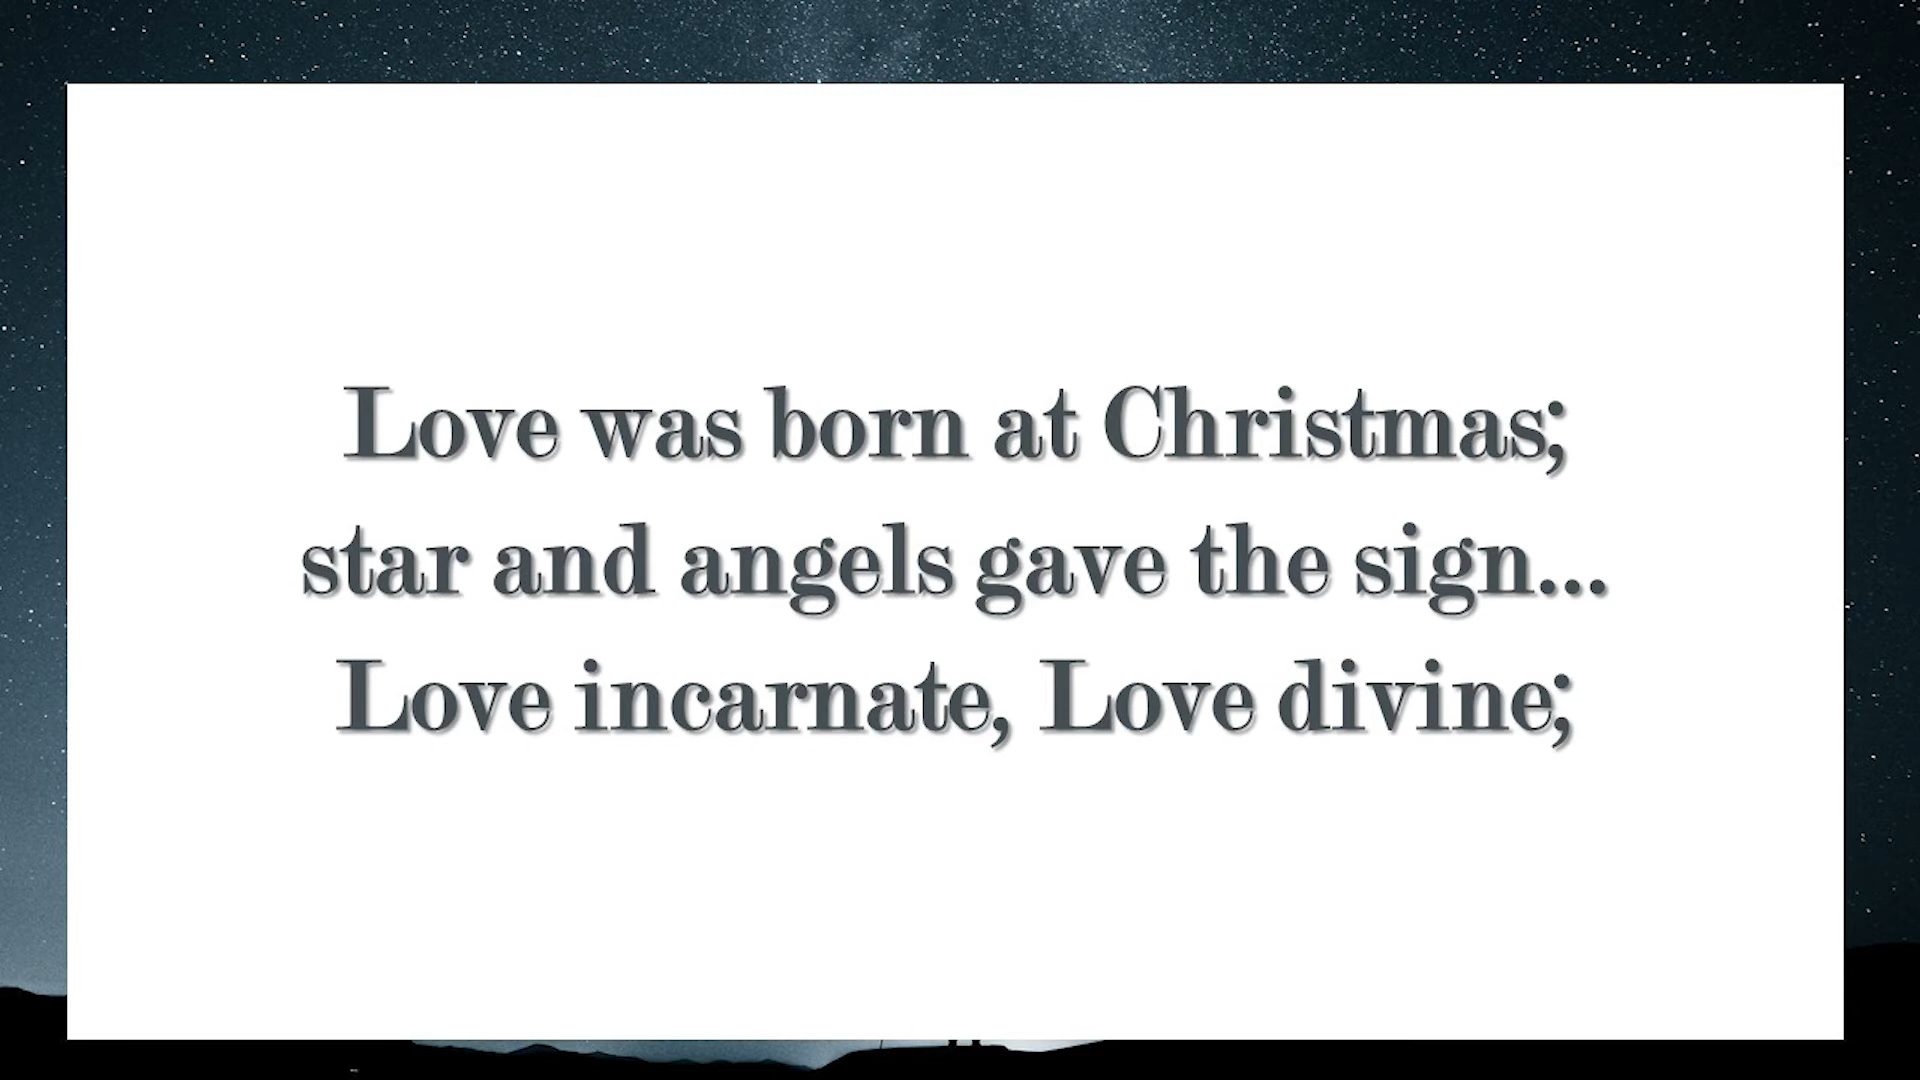 Love was born at Christmas;
star and angels gave the sign...
Love incarnate, Love divine;